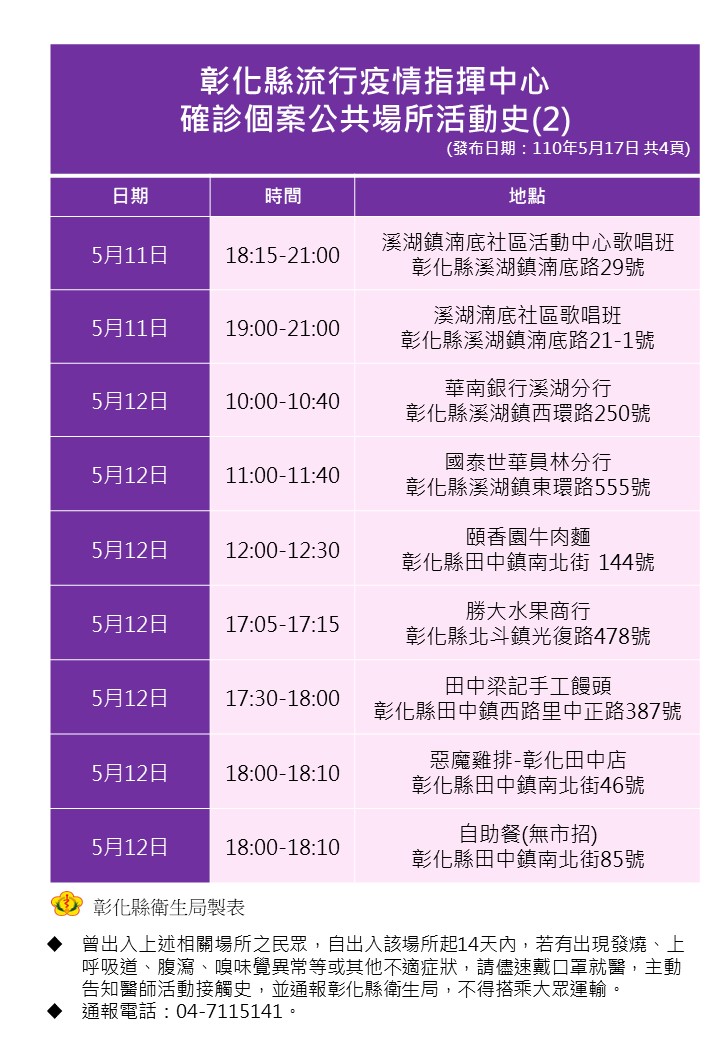 彰化縣流行疫情指揮中心
確診個案公共場所活動史(2)
(發布日期：110年5月17日 共4頁)
日期 時間 地點
5月11日 18:15-21:00 溪湖鎮湳底社區活動中心歌唱班
彰化縣溪湖鎮湳底路29號
5月11日 19:00-21:00 溪湖湳底社區歌唱班
彰化縣溪湖鎮湳底路21-1號
5月12日 10:00-10:40 華南銀行溪湖分行
彰化縣溪湖鎮西環路250號
5月12日 11:00-11:40 國泰世華員林分行
彰化縣溪湖鎮東環路555號
5月12日 12:00-12:30 頤香園牛肉麵
彰化縣田中鎮南北街 144號
5月12日 17:05-17:15 勝大水果商行
彰化縣北斗鎮光復路478號
5月12日 17:30-18:00 田中梁記手工饅頭
彰化縣田中鎮西路里中正路387號
5月12日 18:00-18:10 惡魔雞排-彰化田中店
彰化縣田中鎮南北街46號
5月12日 18:00-18:10 自助餐(無市招)
彰化縣田中鎮南北街85號
彰化縣衛生局製表
◆ 曾出入上述相關場所之民眾，自出入該場所起14天內，若有出現發燒、上
呼吸道、腹瀉、嗅味覺異常等或其他不適症狀，請儘速戴口罩就醫，主動
告知醫師活動接觸史，並通報彰化縣衛生局，不得搭乘大眾運輸。
◆ 通報電話：04-7115141。